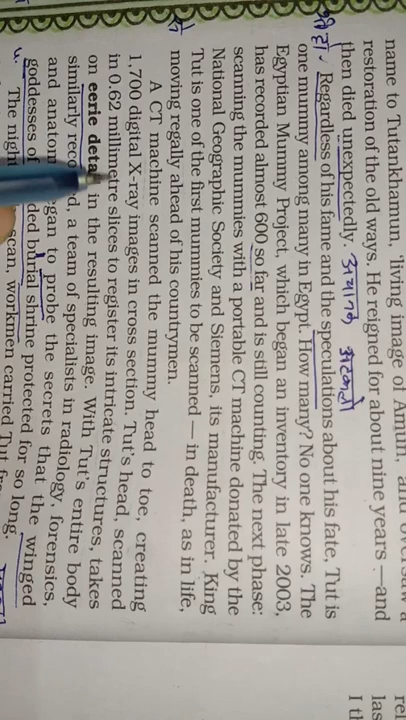 name to Tutankhamun, 'living image of Amun,' and oversaw a
restoration of the old ways. He reigned for about nine years — and
then died unexpectedly.
Regardless of his fame and the speculations about his fate, Tut is
one mummy among many in Egypt. How many? No one knows. The
Egyptian Mummy Project, which began an inventory in late 2003,
has recorded almost 600 so far and is still counting. The next phase:
scanning the mummies with a portable CT machine donated by the
National Geographic Society and Siemens, its manufacturer. King
Tut is one of the first mummies to be scanned — in death, as in life,
moving regally ahead of his countrymen.
A CT machine scanned the mummy head to toe, creating
1,700 digital X-ray images in cross section. Tut's head, scanned
in 0.62 millimetre slices to register its intricate structures, takes
on eerie deta in the resulting image. With Tut's entire body
similarly reco d, a team of specialists in radiology, forensics,
and anatom egan to probe the secrets that the winged
goddesses of ded burial shrine protected for so long.
The nigh scan, workmen carried Tut
rel
las
I th